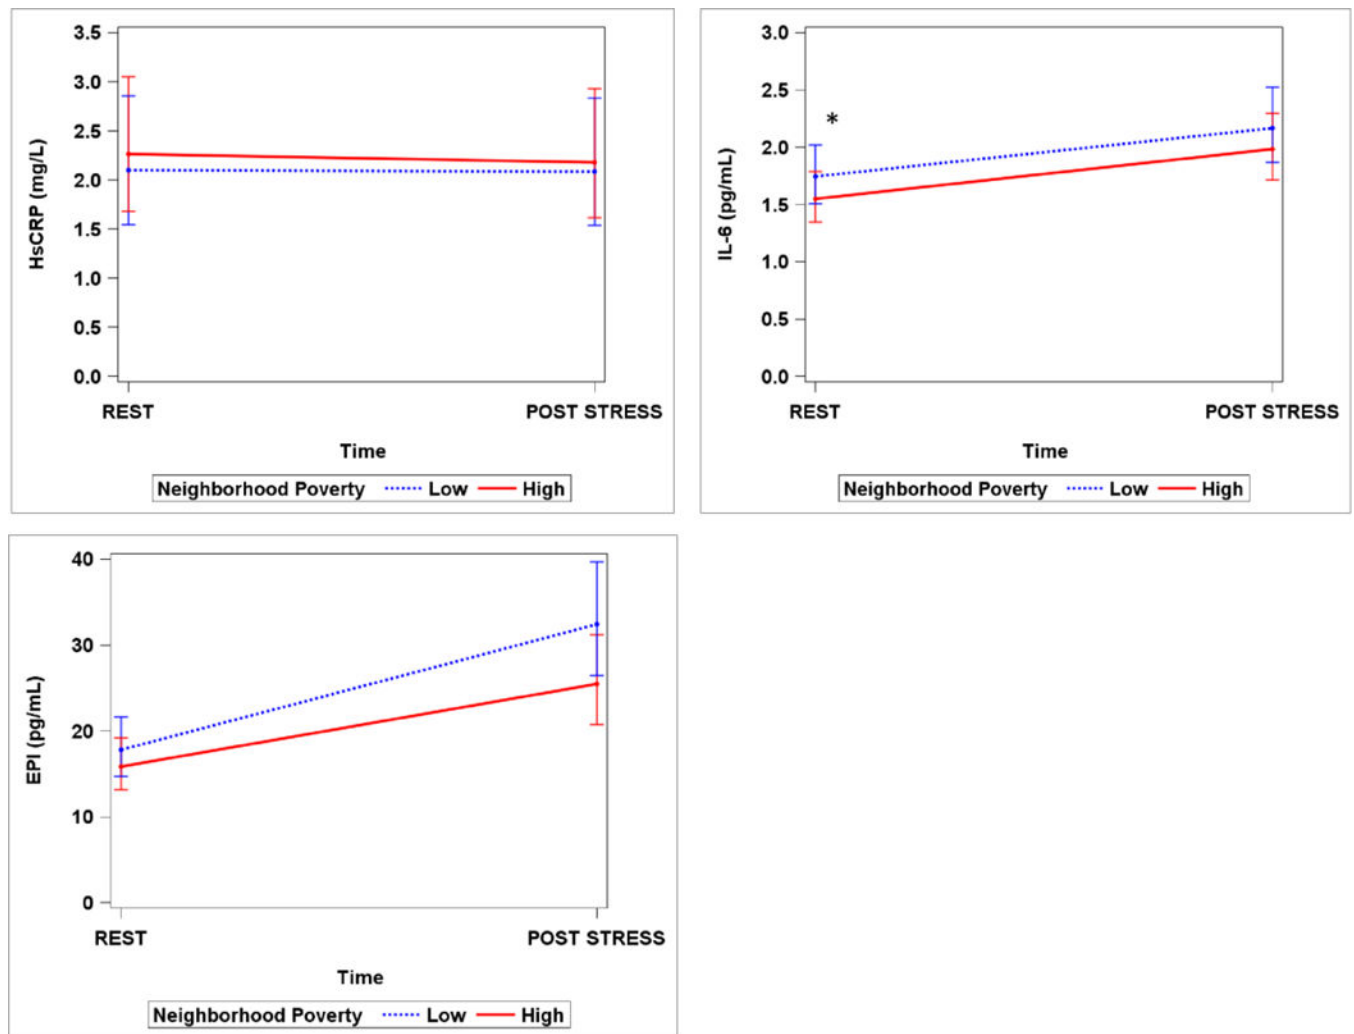 3.5
3.0
2.5
2.0
1.5
1.0
0.5
0.0
HsCRP (mg/L)
REST POST STRESS
Time
Neighborhood Poverty Low High
3.0
2.5
2.0
1.5
1.0
0.5
0.0
IL-6 (pg/mL)
*
REST POST STRESS
Time
Neighborhood Poverty Low High
40
30
20
10
0
EPI (pg/mL)
REST POST STRESS
Time
Neighborhood Poverty Low High